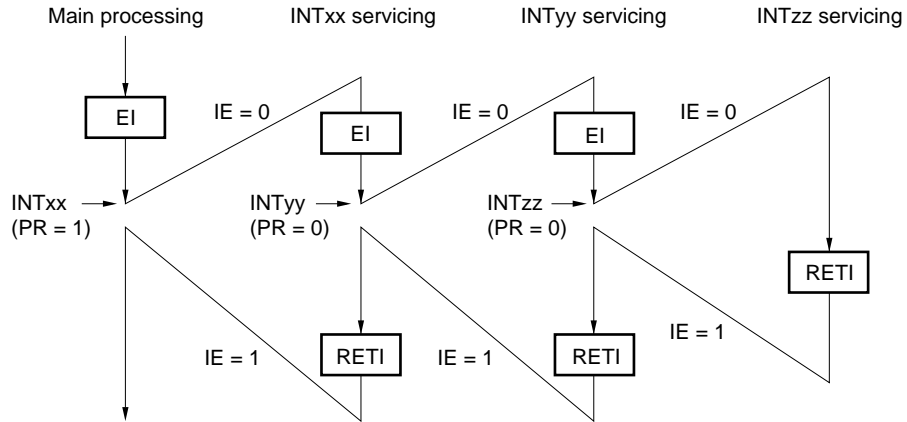 Main processing
INTxx servicing
INTyy servicing
INTzz servicing
EI
IE = 0
EI
IE = 0
EI
IE = 0
INTxx
(PR = 1)
INTyy
(PR = 0)
INTzz
(PR = 0)
RETI
IE = 1
RETI
IE = 1
RETI
IE = 1